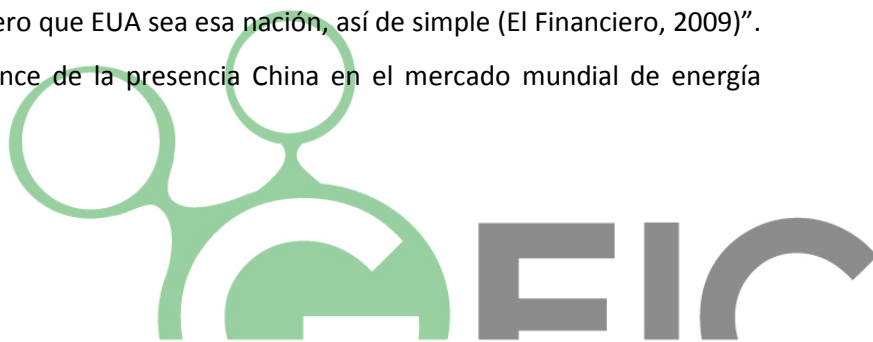 ero que EUA sea esa nación, así de simple (El Financiero, 2009)”.
nce de la presencia China en el mercado mundial de energía
GEIC